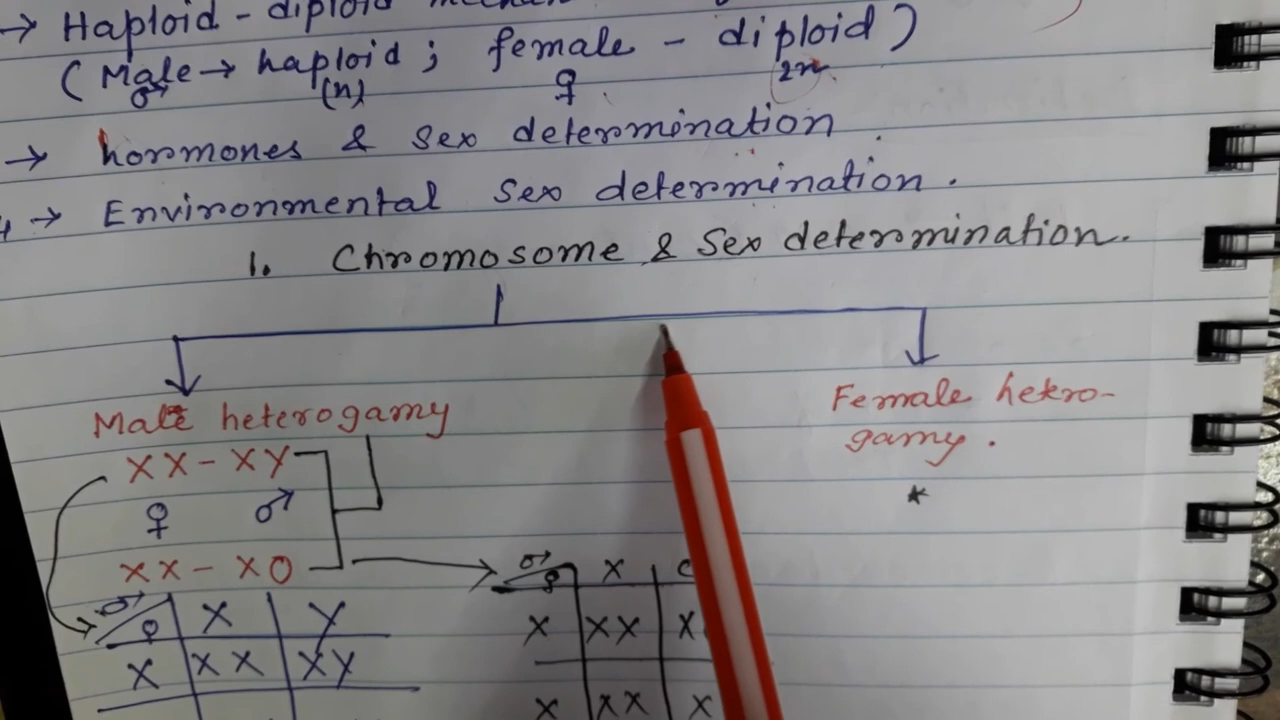 → Haploid - diploid
(Male → haploid ; female - diploid)
♂ (n) ♀ 2n
→ hormones & sex determination
→ Environmental sex determination.
1. Chromosome & sex determination.
Male heterogamy
Female hetro-
gamy.
XX - XY
*
♀ ♂
XX - XO
♂ X
♀
X XX X
X XX X
♂ X Y
♀
X XX XY